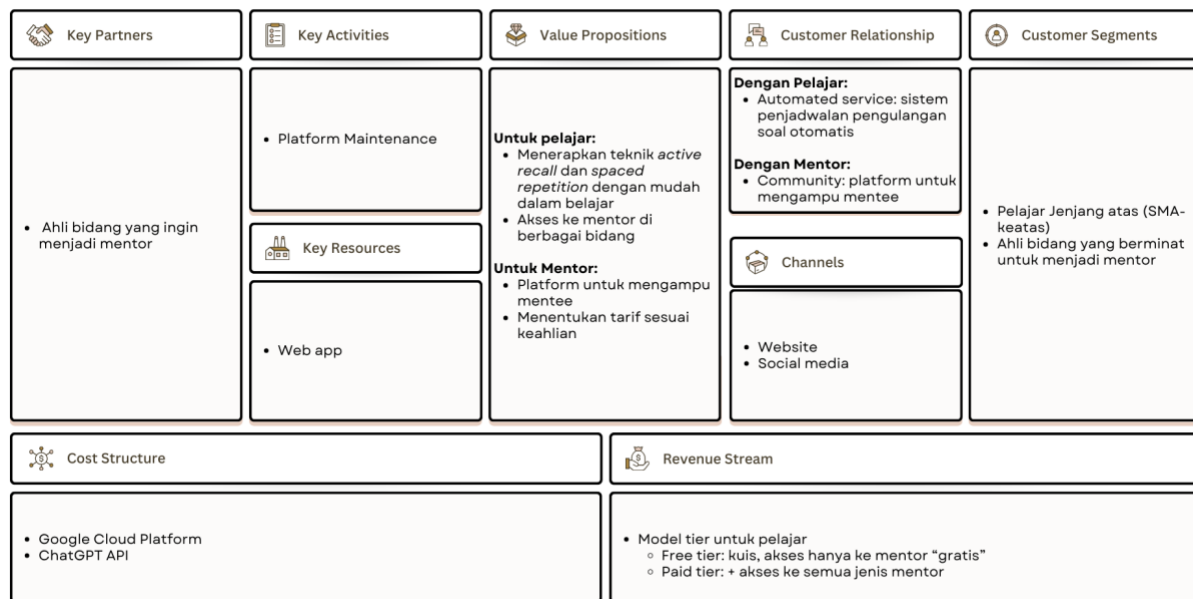 Key Partners
Key Activities
Value Propositions
Customer Relationship
Customer Segments
Ahli bidang yang ingin
menjadi mentor
Platform Maintenance
Key Resources
Web app
Untuk pelajar:
Menerapkan teknik active
recall dan spaced
repetition dengan mudah
dalam belajar
Akses ke mentor di
berbagai bidang
Untuk Mentor:
Platform untuk mengampu
mentee
Menentukan tarif sesuai
keahlian
Dengan Pelajar:
Automated service: sistem
penjadwalan pengulangan
soal otomatis
Dengan Mentor:
Community: platform untuk
mengampu mentee
Channels
Website
Social media
Pelajar Jenjang atas (SMA-
keatas)
Ahli bidang yang berminat
untuk menjadi mentor
Cost Structure
Google Cloud Platform
ChatGPT API
Revenue Stream
Model tier untuk pelajar
Free tier: kuis, akses hanya ke mentor “gratis”
Paid tier: + akses ke semua jenis mentor